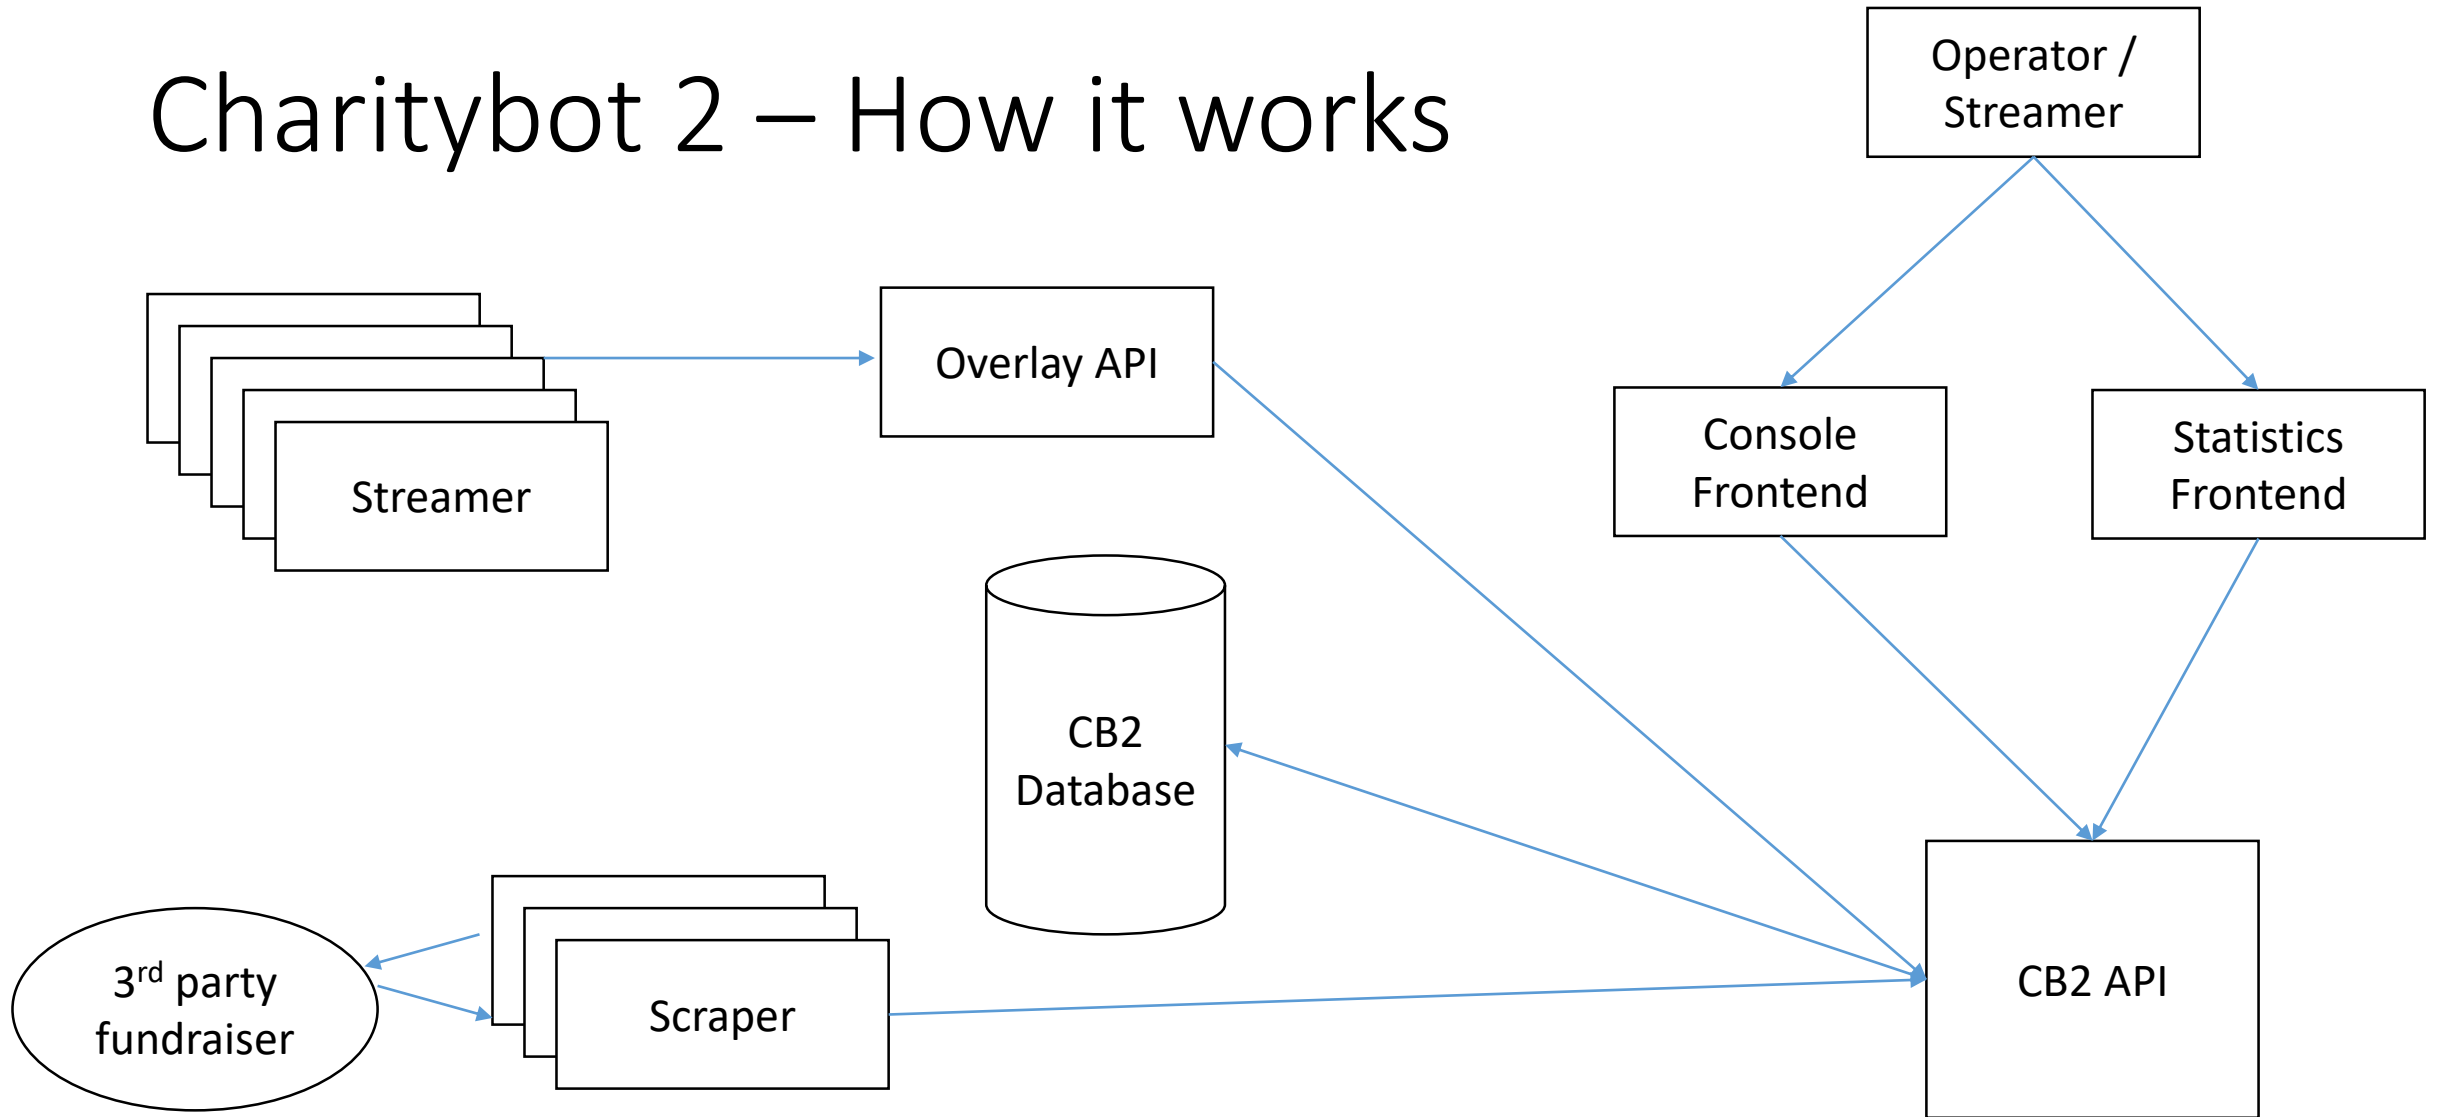 Charitybot 2 – How it works
Operator /
Streamer
Overlay API
Console
Frontend
Statistics
Frontend
Streamer
CB2
Database
3rd party
fundraiser
Scraper
CB2 API